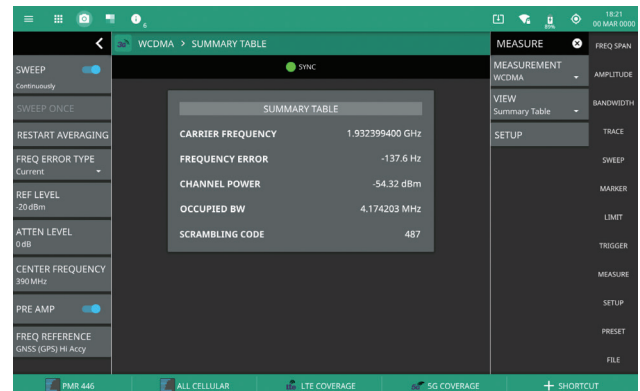 6
89%
18:21
00 MAR 0000
3G WCDMA > SUMMARY TABLE
MEASURE
FREQ SPAN
SYNC
SWEEP
Continuously
SWEEP ONCE
RESTART AVERAGING
FREQ ERROR TYPE
Current
REF LEVEL
-20 dBm
ATTEN LEVEL
0 dB
CENTER FREQUENCY
390 MHz
PRE AMP
FREQ REFERENCE
GNSS (GPS) Hi Accy
SUMMARY TABLE
CARRIER FREQUENCY 1.932399400 GHz
FREQUENCY ERROR -137.6 Hz
CHANNEL POWER -54.32 dBm
OCCUPIED BW 4.174203 MHz
SCRAMBLING CODE 487
MEASUREMENT
WCDMA
VIEW
Summary Table
SETUP
AMPLITUDE
BANDWIDTH
TRACE
SWEEP
MARKER
LIMIT
TRIGGER
MEASURE
SETUP
PRESET
FILE
PMR 446
ALL CELLULAR
LTE COVERAGE
5G COVERAGE
+ SHORTCUT